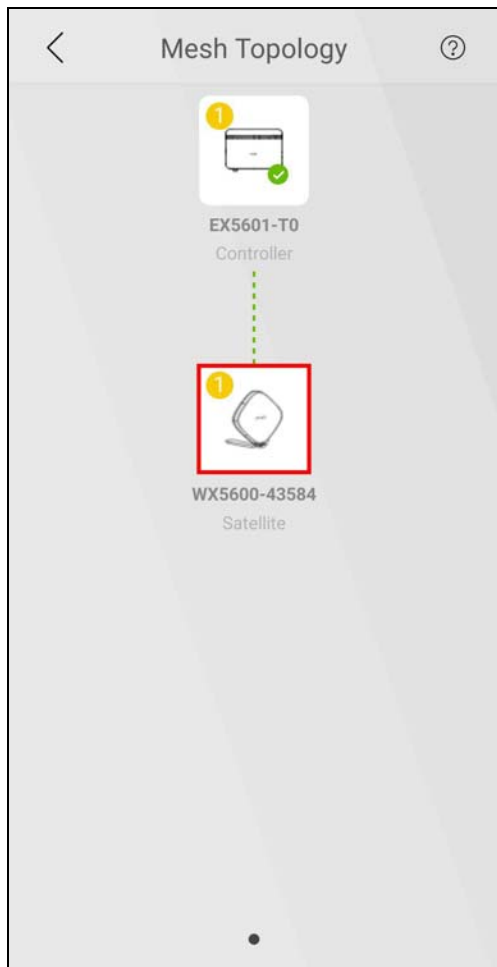 Mesh Topology
?
1
EX5601-T0
Controller
1
WX5600-43584
Satellite